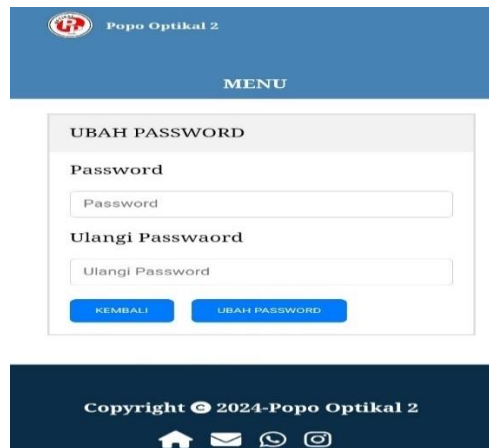 Popo Optikal 2
MENU
UBAH PASSWORD
Password
Password
Ulangi Passwaord
Ulangi Password
KEMBALI UBAH PASSWORD
Copyright © 2024-Popo Optikal 2